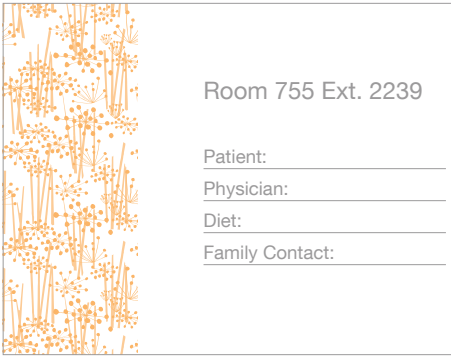 Room 755 Ext. 2239
Patient:
Physician:
Diet:
Family Contact: